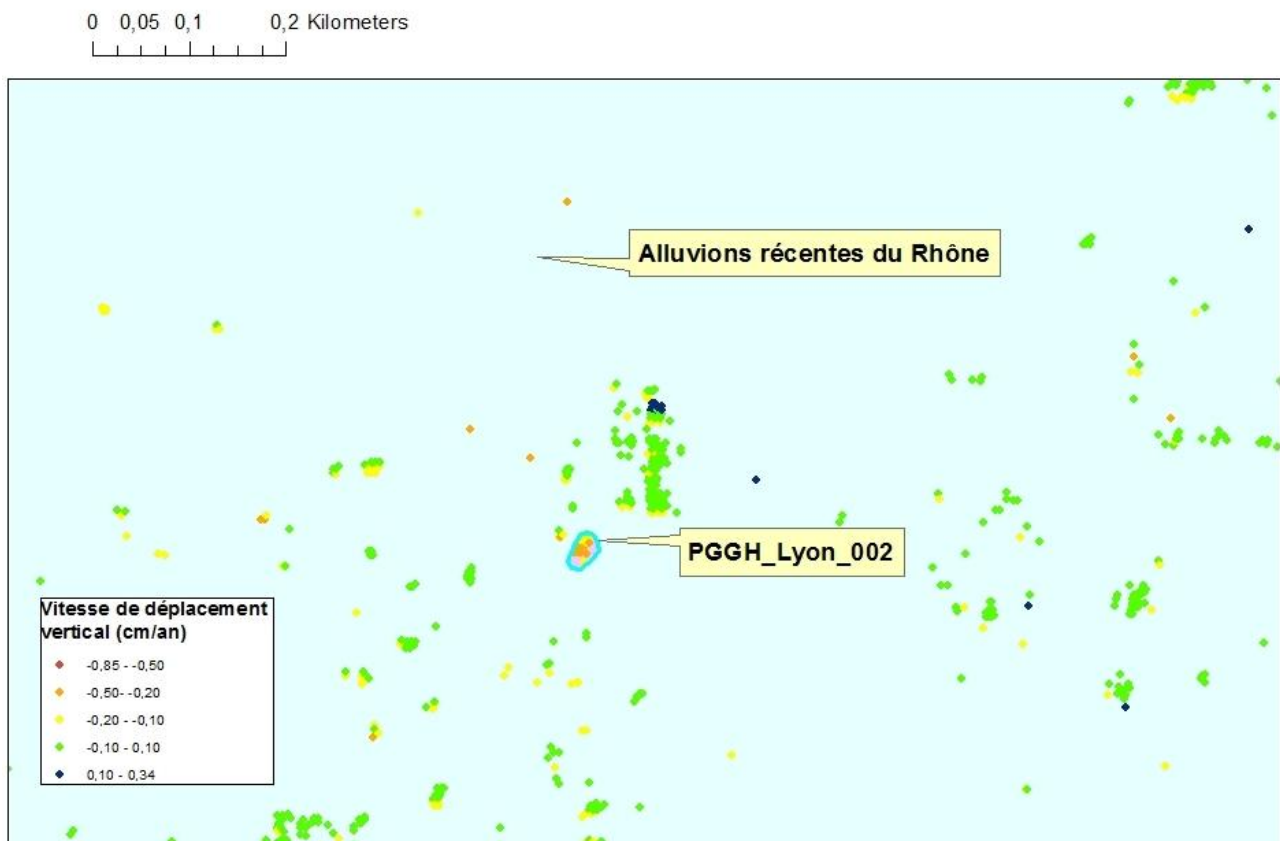 0 0,05 0,1 0,2 Kilometers
Alluvions récentes du Rhône
PGGH_Lyon_002
Vitesse de déplacement
vertical (cm/an)
-0,85 - -0,50
-0,50- -0,20
-0,20 - -0,10
-0,10 - 0,10
0,10 - 0,34